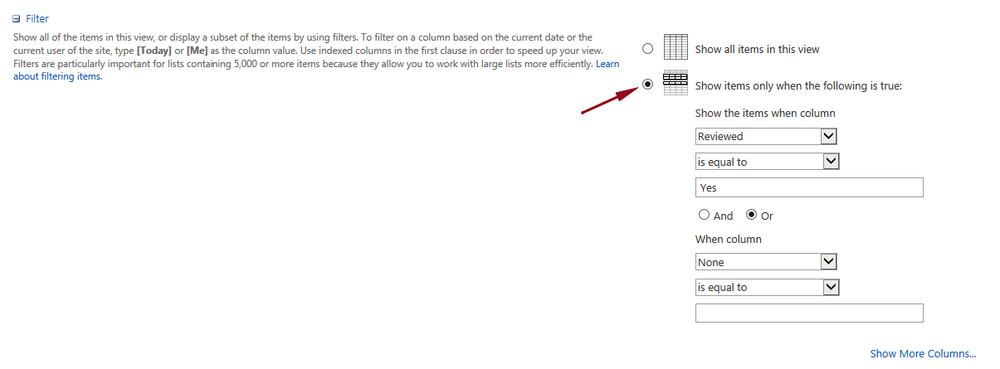 Filter
Show all of the items in this view, or display a subset of the items by using filters. To filter on a column based on the current date or the
current user of the site, type [Today] or [Me] as the column value. Use indexed columns in the first clause in order to speed up your view.
Filters are particularly important for lists containing 5,000 or more items because they allow you to work with large lists more efficiently. Learn
about filtering items.
Show all items in this view
Show items only when the following is true:
Show the items when column
Reviewed
is equal to
Yes
And Or
When column
None
is equal to
Show More Columns...